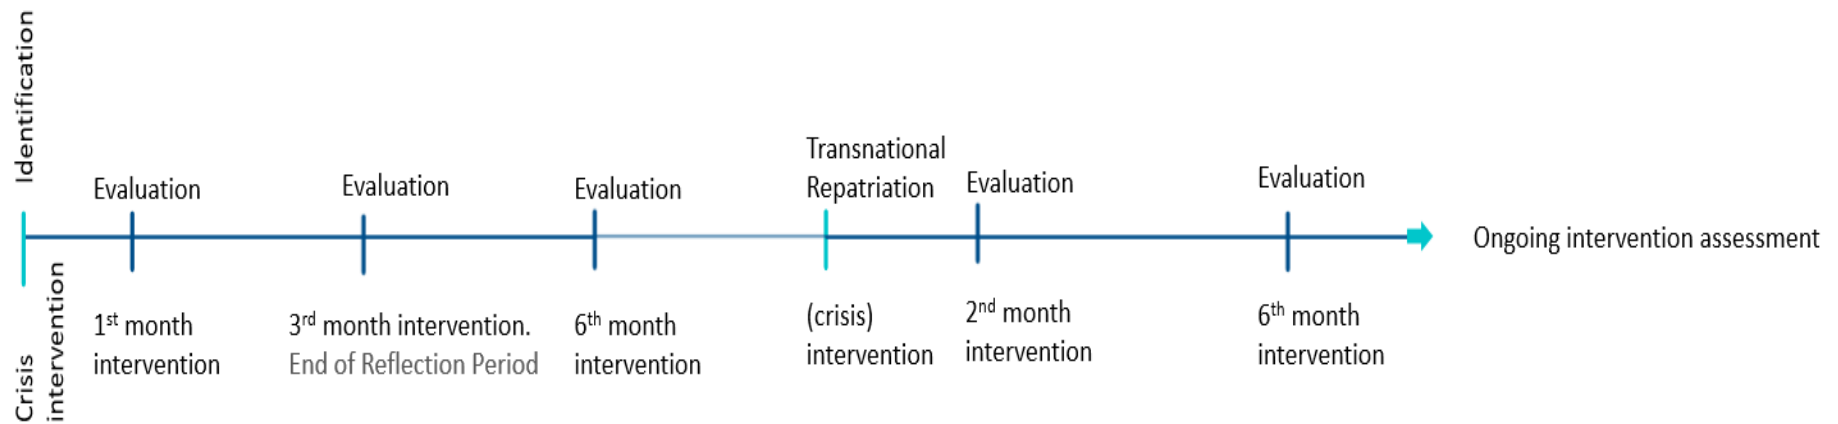 Identification
Crisis
intervention
Evaluation
1st month
intervention
Evaluation
3rd month intervention.
End of Reflection Period
Evaluation
6th month
intervention
Transnational
Repatriation
(crisis)
intervention
Evaluation
2nd month
intervention
Evaluation
6th month
intervention
Ongoing intervention assessment